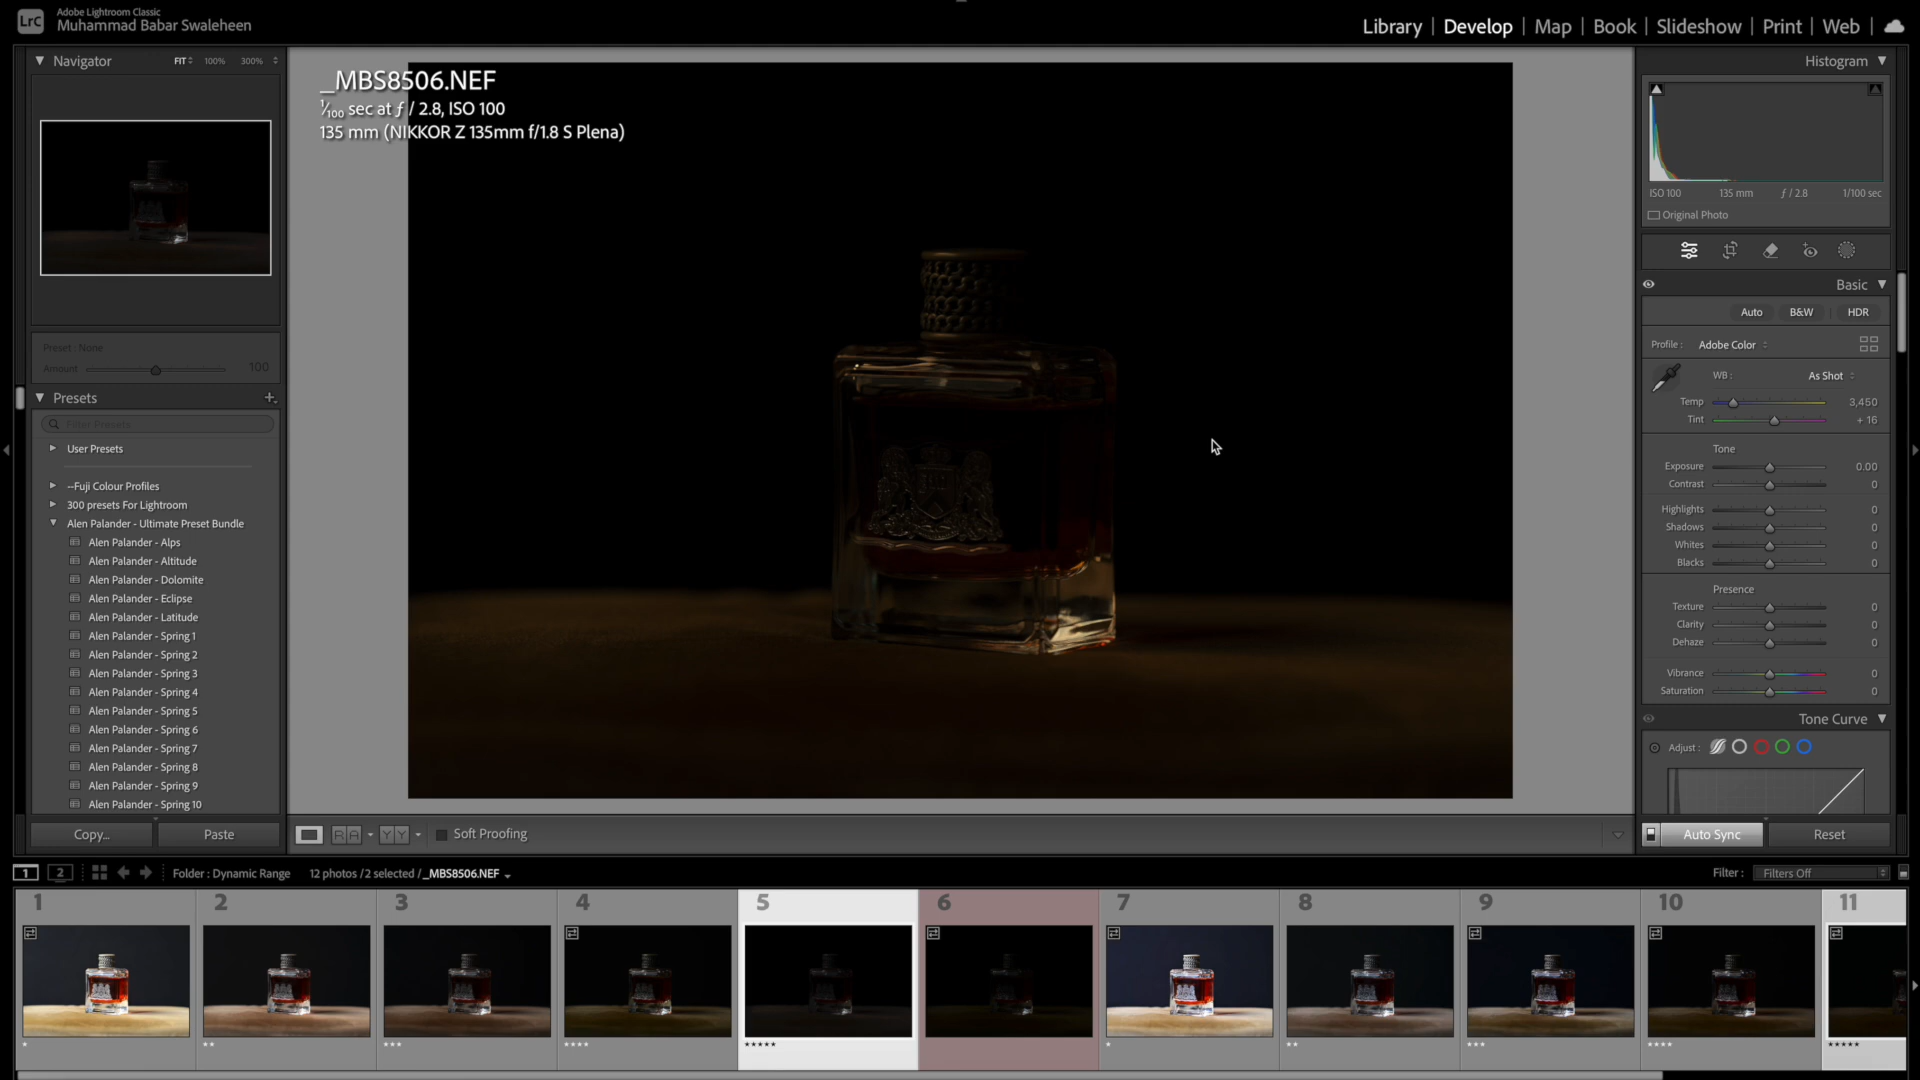 LrC
Adobe Lightroom Classic
Muhammad Babar Swaleheen
Library | Develop | Map | Book | Slideshow | Print | Web |
Navigator FIT 100% 300%
_MBS8506.NEF
1/100 sec at ƒ / 2.8, ISO 100
135 mm (NIKKOR Z 135mm f/1.8 S Plena)
Preset : None
Amount 100
Presets
Filter Presets
User Presets
--Fuji Colour Profiles
300 presets For Lightroom
Alen Palander - Ultimate Preset Bundle
Alen Palander - Alps
Alen Palander - Altitude
Alen Palander - Dolomite
Alen Palander - Eclipse
Alen Palander - Latitude
Alen Palander - Spring 1
Alen Palander - Spring 2
Alen Palander - Spring 3
Alen Palander - Spring 4
Alen Palander - Spring 5
Alen Palander - Spring 6
Alen Palander - Spring 7
Alen Palander - Spring 8
Alen Palander - Spring 9
Alen Palander - Spring 10
Copy... Paste
R A Y Y Soft Proofing
Histogram
ISO 100 135 mm ƒ / 2.8 1/100 sec
Original Photo
Basic
Auto B&W HDR
Profile : Adobe Color
WB : As Shot
Temp 3,450
Tint + 16
Tone
Exposure 0.00
Contrast 0
Highlights 0
Shadows 0
Whites 0
Blacks 0
Presence
Texture 0
Clarity 0
Dehaze 0
Vibrance 0
Saturation 0
Tone Curve
Adjust :
Auto Sync Reset
1 2 Folder : Dynamic Range 12 photos / 2 selected / _MBS8506.NEF Filter : Filters Off
1 2 3 4 5 6 7 8 9 10 11